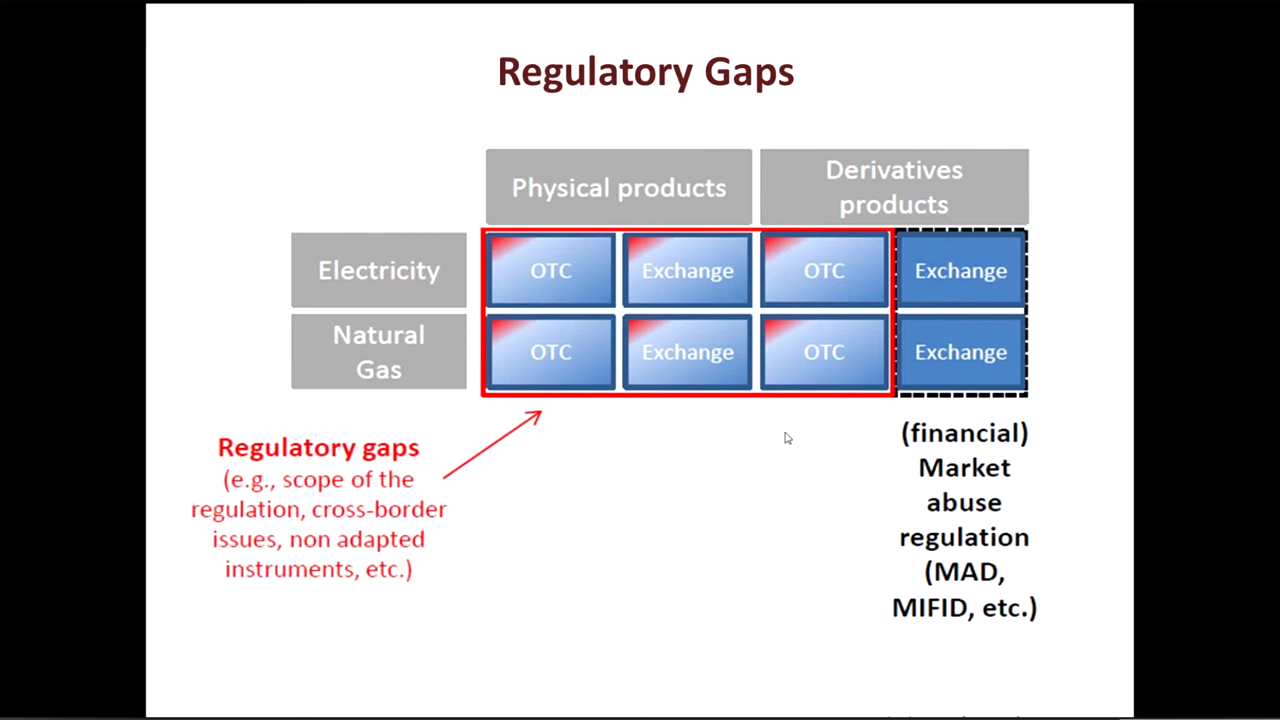 Regulatory Gaps
Physical products
Derivatives
products
Electricity
OTC
Exchange
OTC
Exchange
Natural
Gas
OTC
Exchange
OTC
Exchange
Regulatory gaps
(e.g., scope of the
regulation, cross-border
issues, non adapted
instruments, etc.)
(financial)
Market
abuse
regulation
(MAD,
MIFID, etc.)